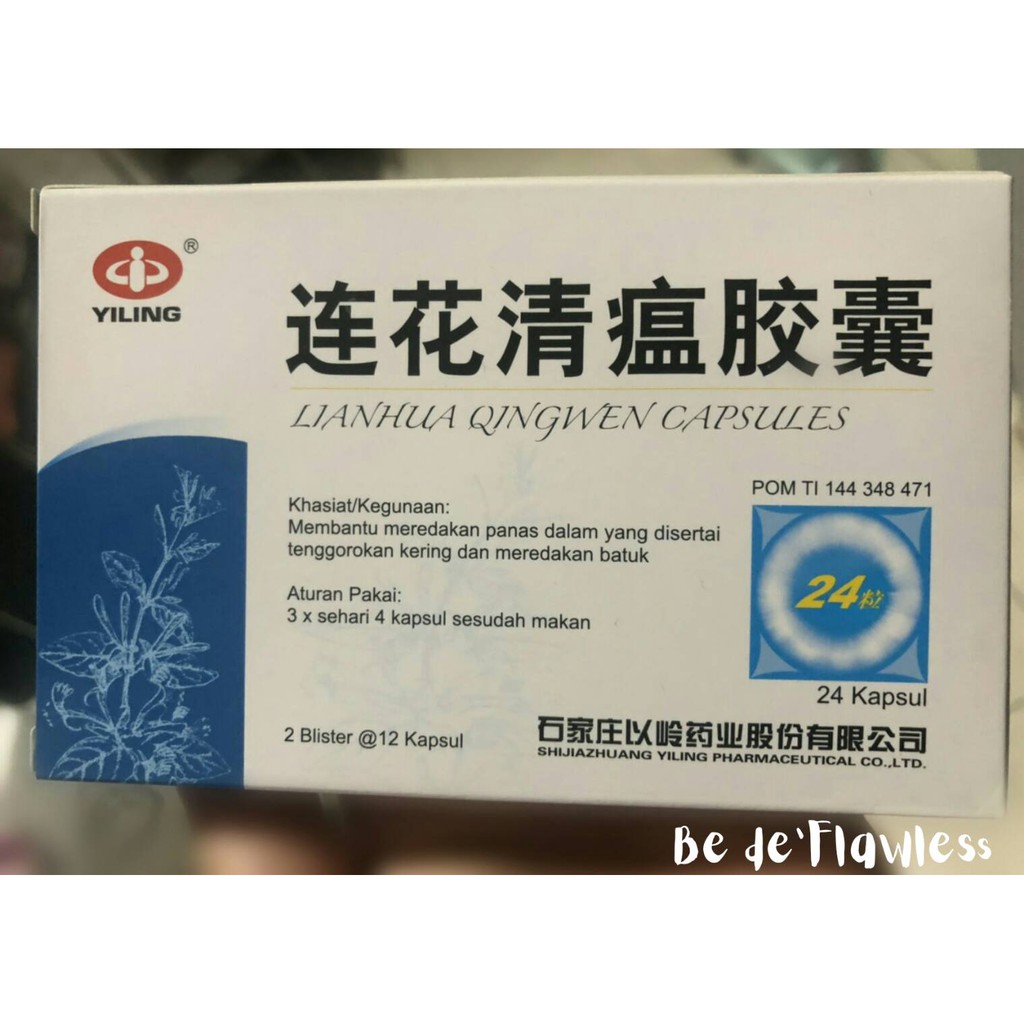 YILING
®
连花清瘟胶囊
LIANHUA QINGWEN CAPSULES
POM TI 144 348 471
Khasiat/Kegunaan:
Membantu meredakan panas dalam yang disertai
tenggorokan kering dan meredakan batuk
Aturan Pakai:
3 x sehari 4 kapsul sesudah makan
24粒
24 Kapsul
2 Blister @12 Kapsul
石家庄以岭药业股份有限公司
SHIJIAZHUANG YILING PHARMACEUTICAL CO.,LTD.
Be de'Flawless